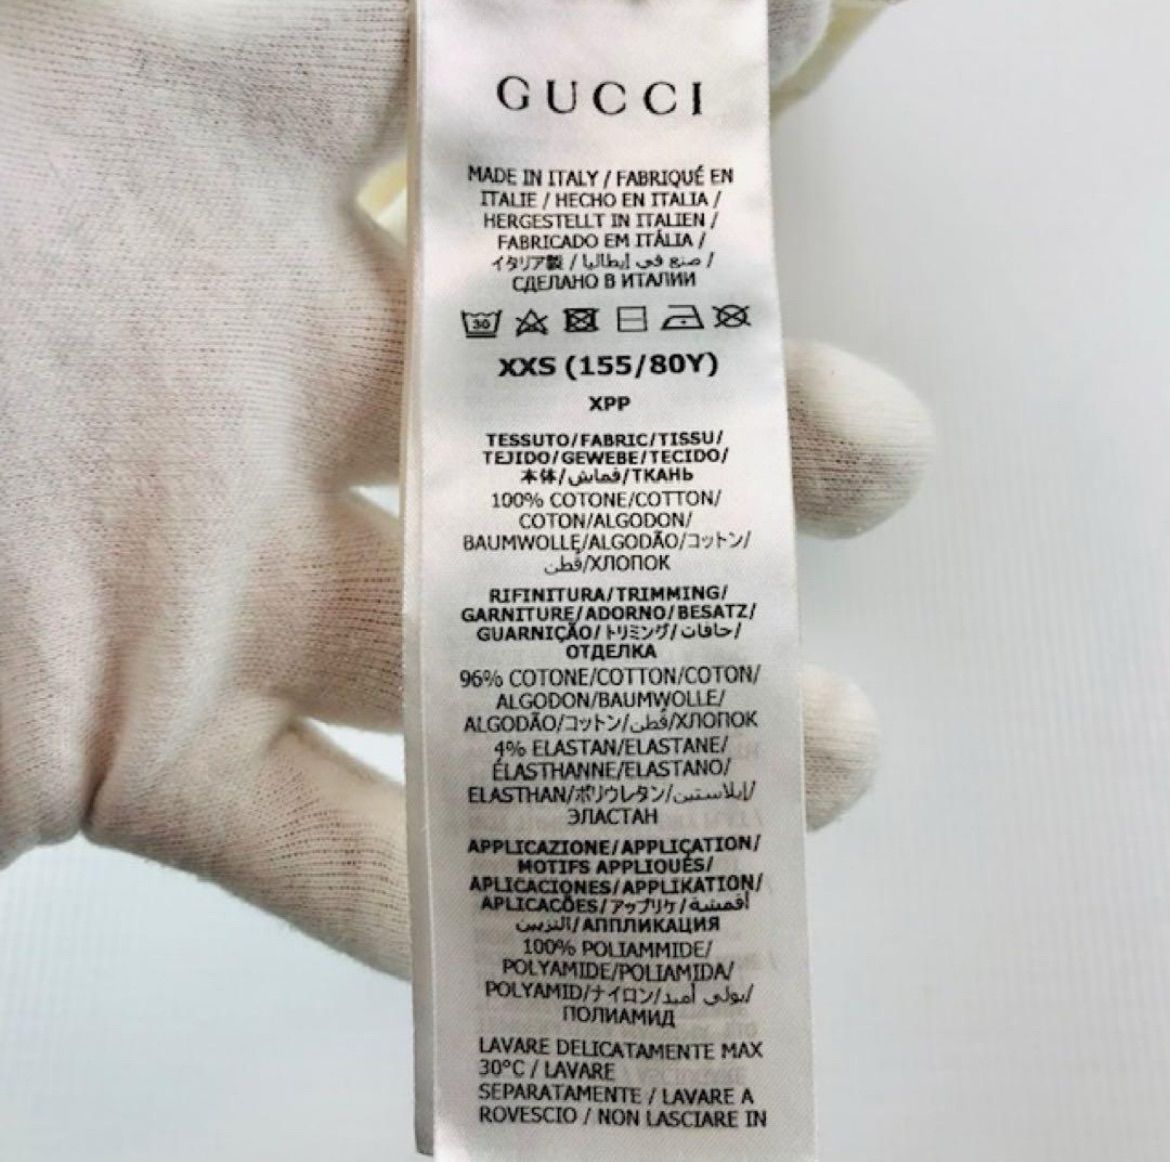 GUCCI
MADE IN ITALY / FABRIQUÉ EN
ITALIE / HECHO EN ITALIA /
HERGESTELLT IN ITALIEN /
FABRICADO EM ITÁLIA /
イタリア製 / صنع في إيطاليا /
СДЕЛАНО В ИТАЛИИ
30
XXS (155/80Y)
XPP
TESSUTO/FABRIC/TISSU/
TEJIDO/GEWEBE/TECIDO/
本体/قماش/ТКАНЬ
100% COTONE/COTTON/
COTON/ALGODON/
BAUMWOLLE/ALGODÃO/コットン/
قطن/ХЛОПОК
RIFINITURA/TRIMMING/
GARNITURE/ADORNO/BESATZ/
GUARNIÇÃO/トリミング/حافات/
ОТДЕЛКА
96% COTONE/COTTON/COTON/
ALGODON/BAUMWOLLE/
ALGODÃO/コットン/قطن/ХЛОПОК
4% ELASTAN/ELASTANE/
ÉLASTHANNE/ELASTANO/
ELASTHAN/ポリウレタン/إيلاستين/
ЭЛАСТАН
APPLICAZIONE/APPLICATION/
MOTIFS APPLIQUÉS/
APLICACIONES/APPLIKATION/
APLICACÕES/アップリケ/أقمشة
التزيين/АППЛИКАЦИЯ
100% POLIAMMIDE/
POLYAMIDE/POLIAMIDA/
POLYAMID/ナイロン/بولي أميد/
ПОЛИАМИД
LAVARE DELICATAMENTE MAX
30°C / LAVARE
SEPARATAMENTE / LAVARE A
ROVESCIO / NON LASCIARE IN